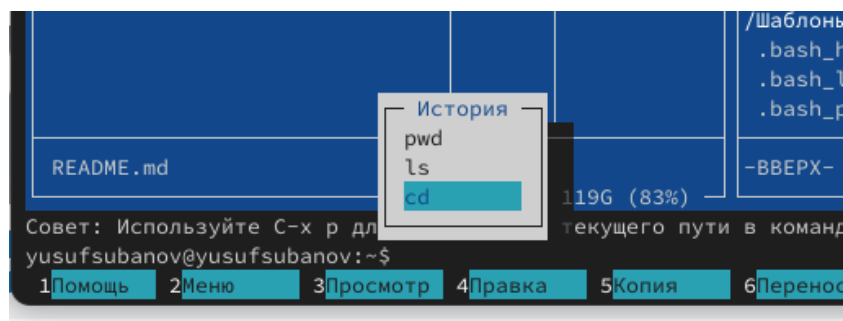 /Шаблоны
.bash_h
.bash_l
.bash_p
История
pwd
ls
cd
README.md
-ВВЕРХ-
119G (83%)
Совет: Используйте C-x p дл текущего пути в команд
yusufsubanov@yusufsubanov:~$
1Помощь 2Меню 3Просмотр 4Правка 5Копия 6Перенос